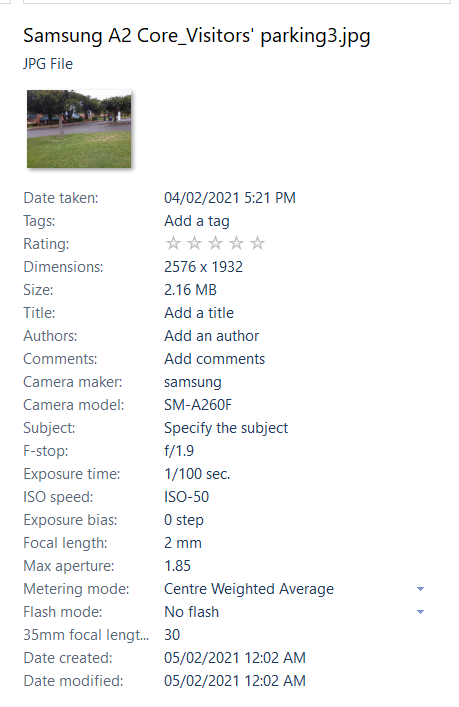 Samsung A2 Core_Visitors' parking3.jpg
JPG File
Date taken: 04/02/2021 5:21 PM
Tags: Add a tag
Rating: ☆ ☆ ☆ ☆ ☆
Dimensions: 2576 x 1932
Size: 2.16 MB
Title: Add a title
Authors: Add an author
Comments: Add comments
Camera maker: samsung
Camera model: SM-A260F
Subject: Specify the subject
F-stop: f/1.9
Exposure time: 1/100 sec.
ISO speed: ISO-50
Exposure bias: 0 step
Focal length: 2 mm
Max aperture: 1.85
Metering mode: Centre Weighted Average
Flash mode: No flash
35mm focal lengt... 30
Date created: 05/02/2021 12:02 AM
Date modified: 05/02/2021 12:02 AM